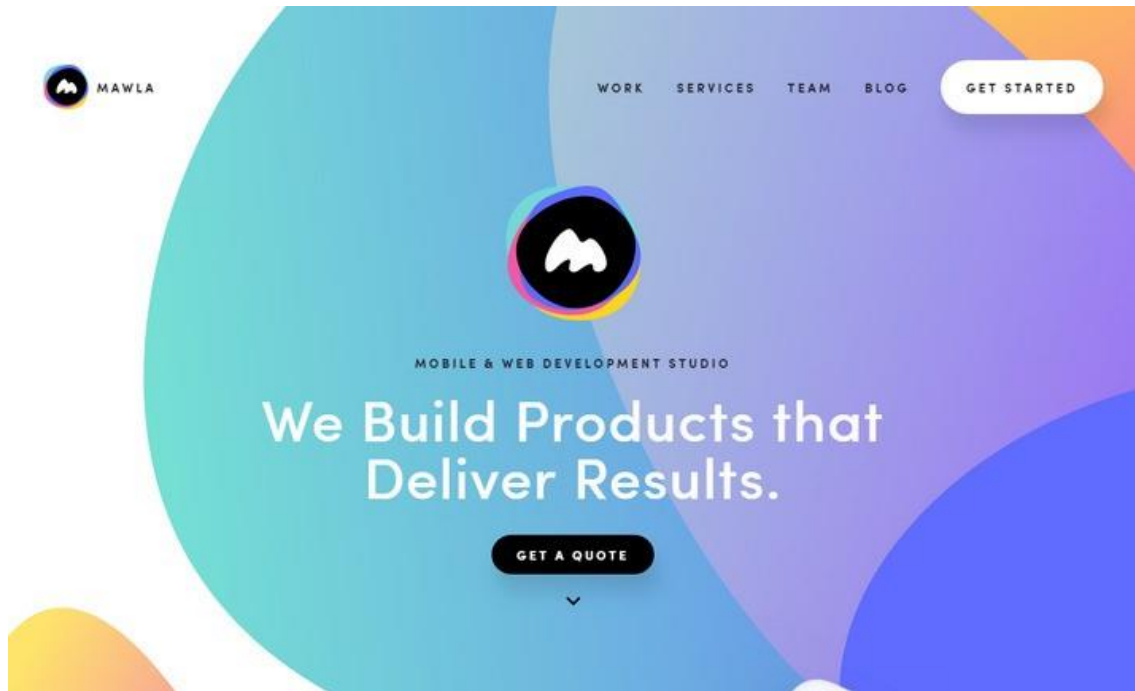 MAWLA
WORK SERVICES TEAM BLOG GET STARTED
MOBILE & WEB DEVELOPMENT STUDIO
We Build Products that
Deliver Results.
GET A QUOTE